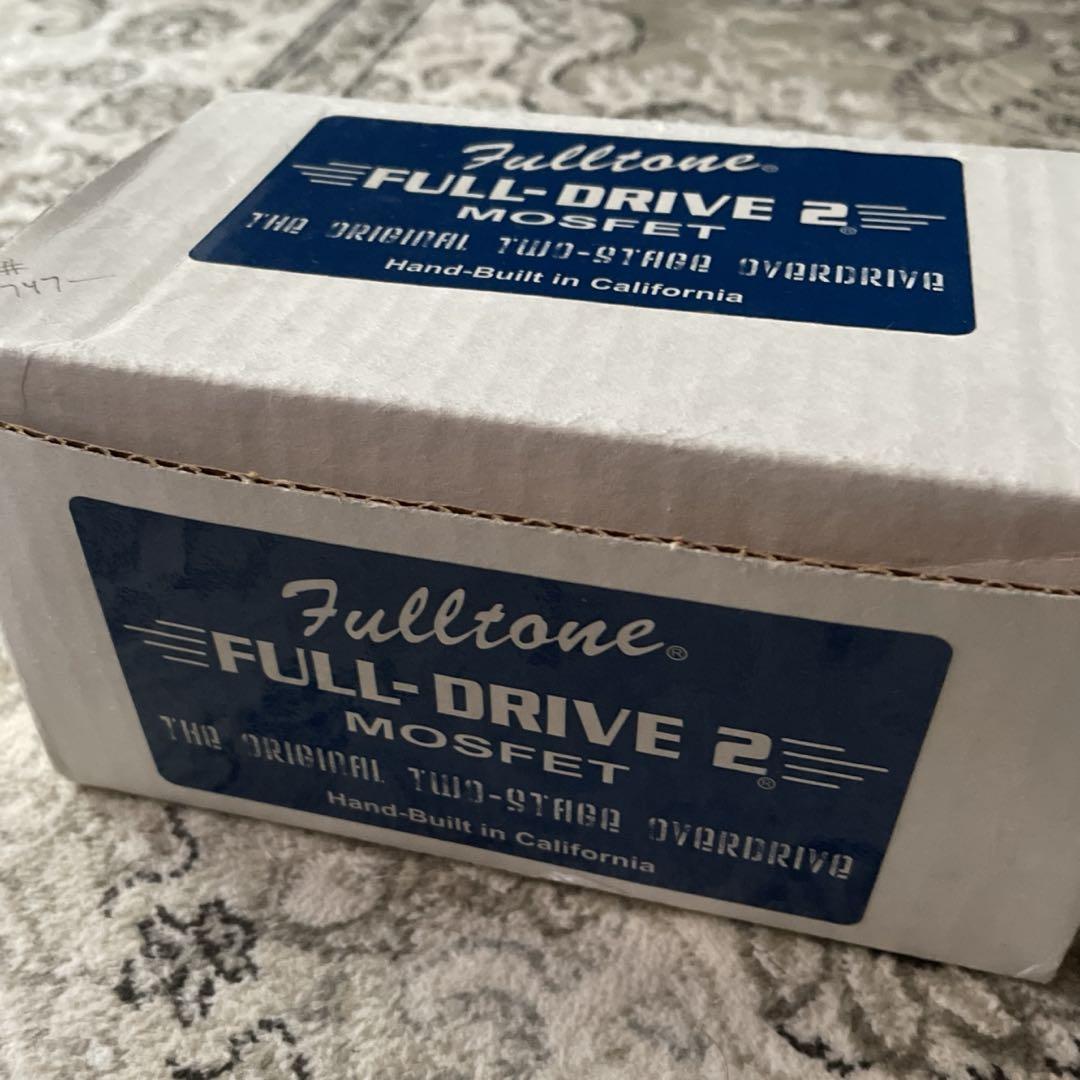 Fulltone®
FULL-DRIVE 2®
MOSFET
THE ORIGINAL TWO-STAGE OVERDRIVE
Hand-Built in California
#
747-
Fulltone®
FULL-DRIVE 2®
MOSFET
THE ORIGINAL TWO-STAGE OVERDRIVE
Hand-Built in California